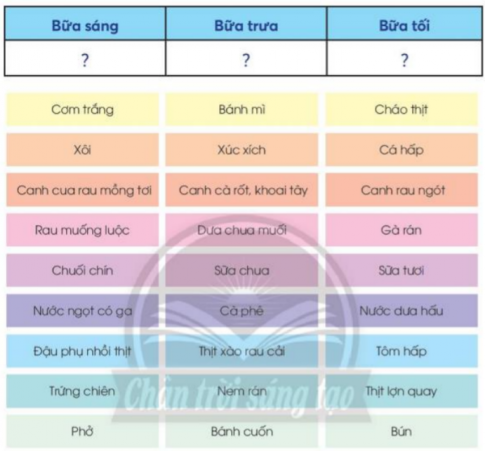 Bữa sáng Bữa trưa Bữa tối
? ? ?
Cơm trắng Bánh mì Cháo thịt
Xôi Xúc xích Cá hấp
Canh cua rau mồng tơi Canh cà rốt, khoai tây Canh rau ngót
Rau muống luộc Dưa chua muối Gà rán
Chuối chín Sữa chua Sữa tươi
Nước ngọt có ga Cà phê Nước dưa hấu
Đậu phụ nhồi thịt Thịt xào rau cải Tôm hấp
Trứng chiên Nem rán Thịt lợn quay
Chân trời sáng tạo
Phở Bánh cuốn Bún